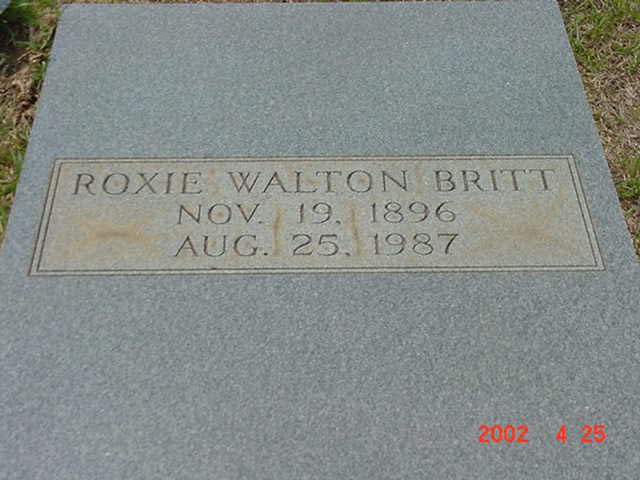 ROXIE WALTON BRITT
NOV. 19, 1896
AUG. 25, 1987
2002 4 25